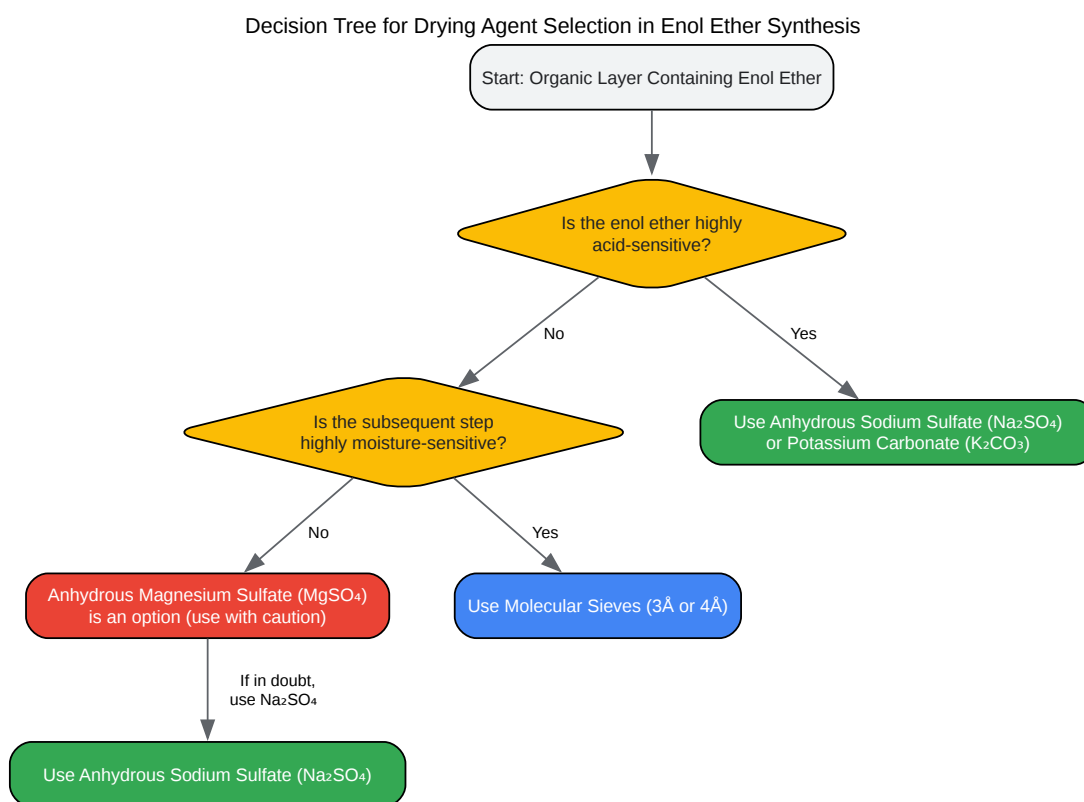 Decision Tree for Drying Agent Selection in Enol Ether Synthesis
Start: Organic Layer Containing Enol Ether
Is the enol ether highly
acid-sensitive?
No
Yes
Is the subsequent step
highly moisture-sensitive?
Use Anhydrous Sodium Sulfate (Na₂SO₄)
or Potassium Carbonate (K₂CO₃)
No
Yes
Anhydrous Magnesium Sulfate (MgSO₄)
is an option (use with caution)
Use Molecular Sieves (3Å or 4Å)
If in doubt,
use Na₂SO₄
Use Anhydrous Sodium Sulfate (Na₂SO₄)